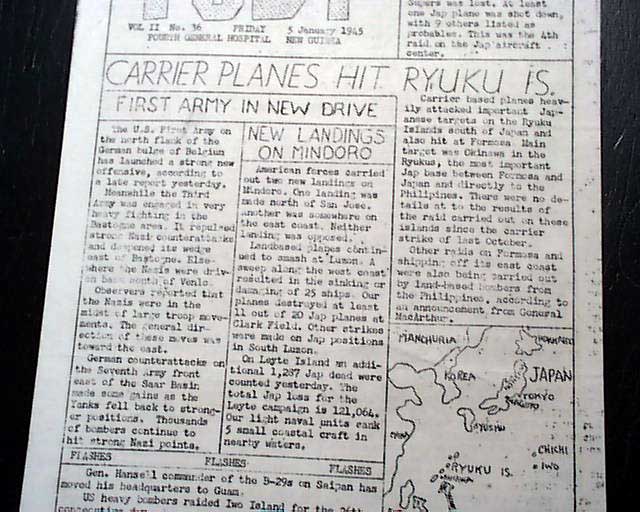 VOL II No. 36 FRIDAY 5 January 1945
FOURTH GENERAL HOSPITAL NEW GUINEA
Supers was lost. At least
one Jap plane was shot down,
with 9 others listed as
probables. This was the 4th
raid on the Jap aircraft
center.
CARRIER PLANES HIT RYUKU IS.
FIRST ARMY IN NEW DRIVE
The U.S. First Army on
the north flank of the
German bulge of Belgium
has launched a strong new
offensive, according to
a late report yesterday.
Meanwhile the Third
Army was engaged in very
heavy fighting in the
Bastogne area. It repulsed
strong Nazi counterattacks
and deepened its wedge
east of Bastogne. Else-
where the Nazis were driv-
en back north of Venlo.
Observers reported that
the Nazis were in the
midst of large troop move-
ments. The general dir-
ection of these moves was
toward the east.
German counterattacks on
the Seventh Army front
east of the Saar Basin
made some gains as the
Yanks fell back to strong-
er positions. Thousands
of bombers continue to
hit strong Nazi points.
NEW LANDINGS
ON MINDORO
American forces carried
out two new landings on
Mindoro. One landing was
made north of San Jose.
Another was somewhere on
the east coast. Neither
landing was opposed.
Landbased planes contin-
ued to smash at Luzon. A
sweep along the west coast
resulted in the sinking or
damaging of 25 ships. Our
planes destroyed at least
11 out of 20 Jap planes at
Clark Field. Other strikes
were made on Jap positions
in South Luzon.
On Leyte Island an addi-
tional 1,287 Jap dead were
counted yesterday. The
total Jap loss for the
Leyte campaign is 121,064.
Our light naval units sank
5 small coastal craft in
nearby waters.
Carrier based planes heav-
ily attacked important Jap-
anese targets on the Ryuku
Islands south of Japan and
also hit at Formosa. Main
target was Okinawa in the
Ryukus, the most important
Jap base between Formosa and
Japan and directly to the
Philipines. There were no de-
tails as to the results of
the raid carried out on these
islands since the carrier
strike of last October.
Other raids on Formosa and
shipping off its east coast
were also being carried out
by land-based bombers from
the Philippines, according to
an announcement from General
MacArthur.
MANCHURIA
HOKKAIDO
KOREA
JAPAN
TOKYO
NAGOYA
KYUSHU
CHICHI
IWO
RYUKU IS.
OKINAWA
FLASHES FLASHES FLASHES
Gen. Hansell commander of the B-29s on Saipan has
moved his headquarters to Guam.
US heavy bombers raided Iwo Island for the 26th